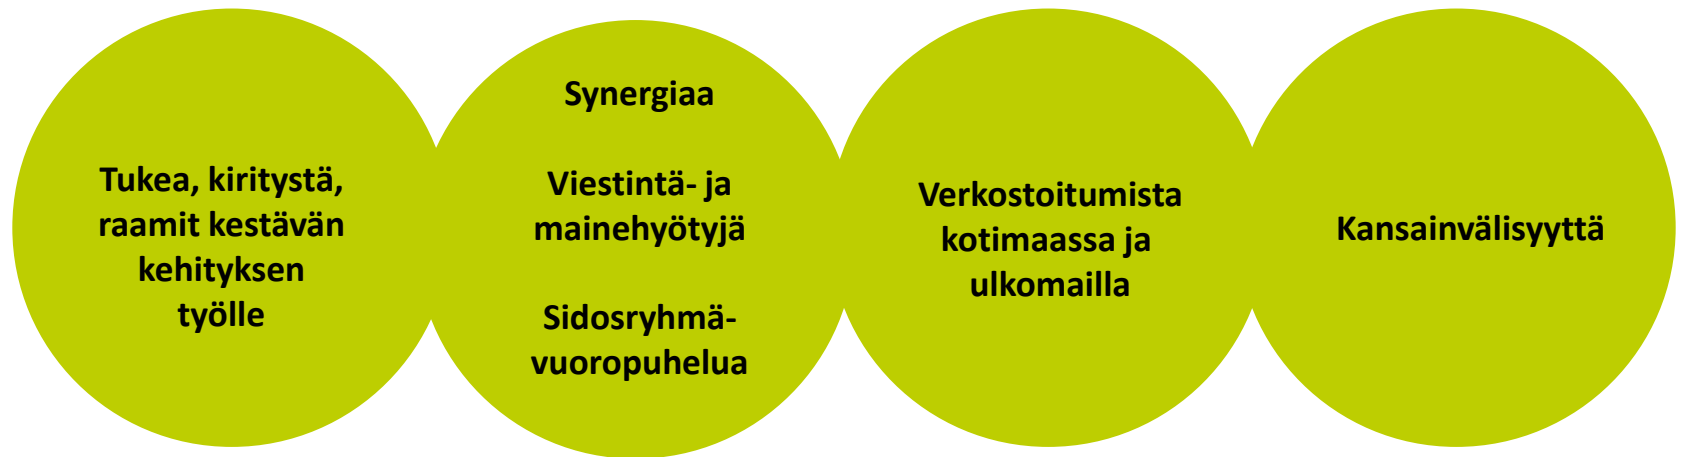 Tukea, kiritystä,
raamit kestävän
kehityksen
työlle
Synergiaa
Viestintä- ja
mainehyötyjä
Sidosryhmä-
vuoropuhelua
Verkostoitumista
kotimaassa ja
ulkomailla
Kansainvälisyyttä